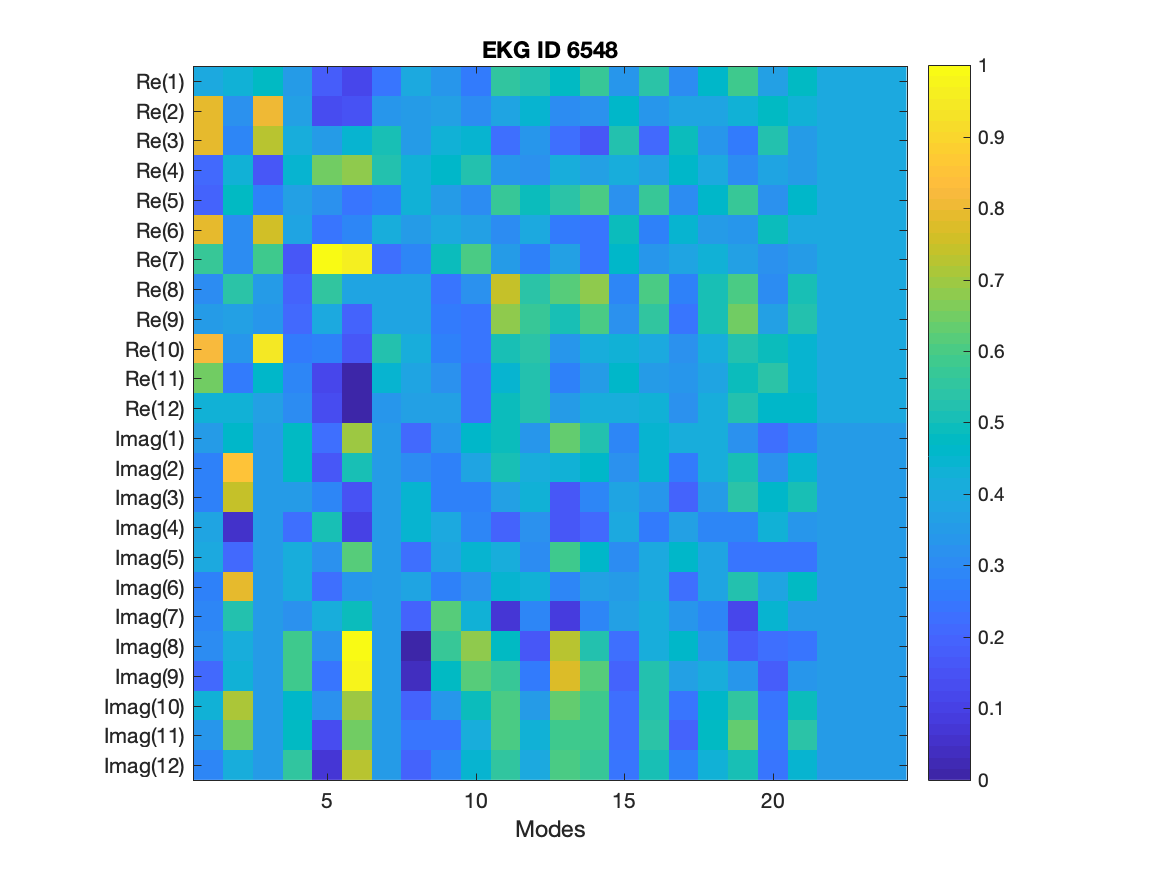 EKG ID 6548
Re(1)
Re(2)
Re(3)
Re(4)
Re(5)
Re(6)
Re(7)
Re(8)
Re(9)
Re(10)
Re(11)
Re(12)
Imag(1)
Imag(2)
Imag(3)
Imag(4)
Imag(5)
Imag(6)
Imag(7)
Imag(8)
Imag(9)
Imag(10)
Imag(11)
Imag(12)
5 10 15 20
Modes
1
0.9
0.8
0.7
0.6
0.5
0.4
0.3
0.2
0.1
0